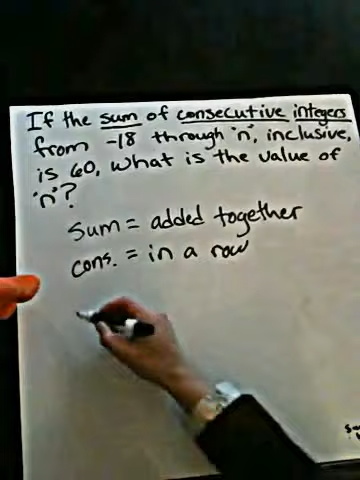 If the sum of consecutive integers
from -18 through "n", inclusive,
is 60, what is the value of
"n"?
Sum = added together
cons. = in a row